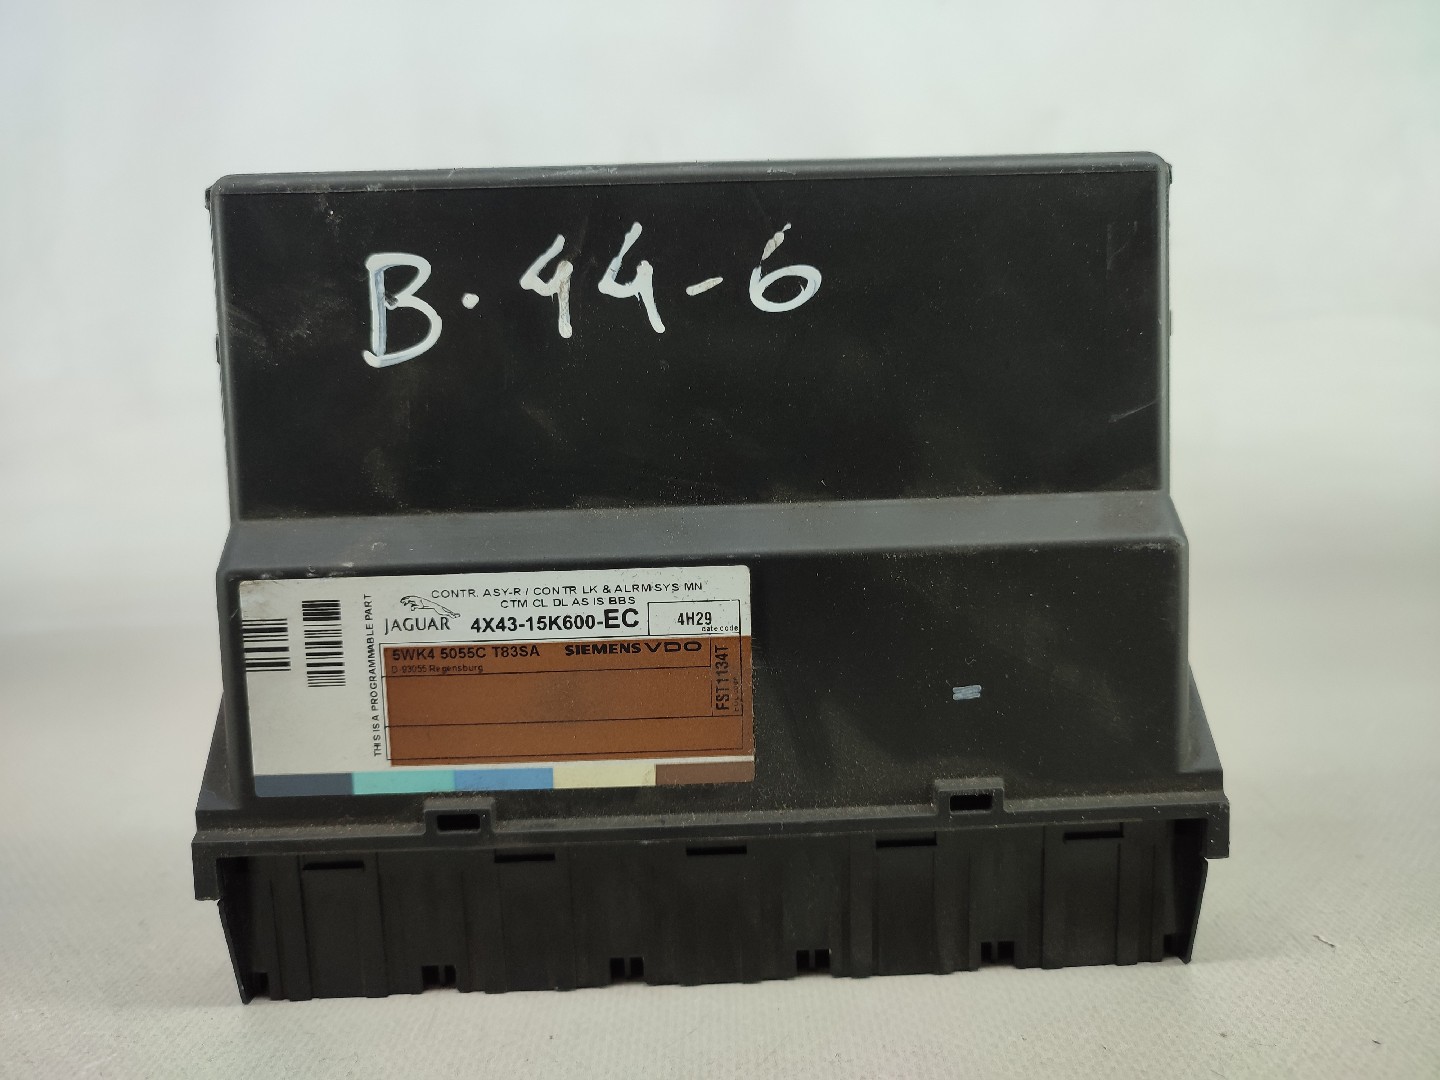 B.44-6
CONTR. ASY-R / CONTR LK & ALRM SYS MN
CTM CL DL AS IS BBS
JAGUAR 4X43-15K600-EC
4H29
date code
5WK4 5055C T83SA SIEMENS VDO
D-93055 Regensburg
FST1134T
THIS IS A PROGRAMMABLE PART